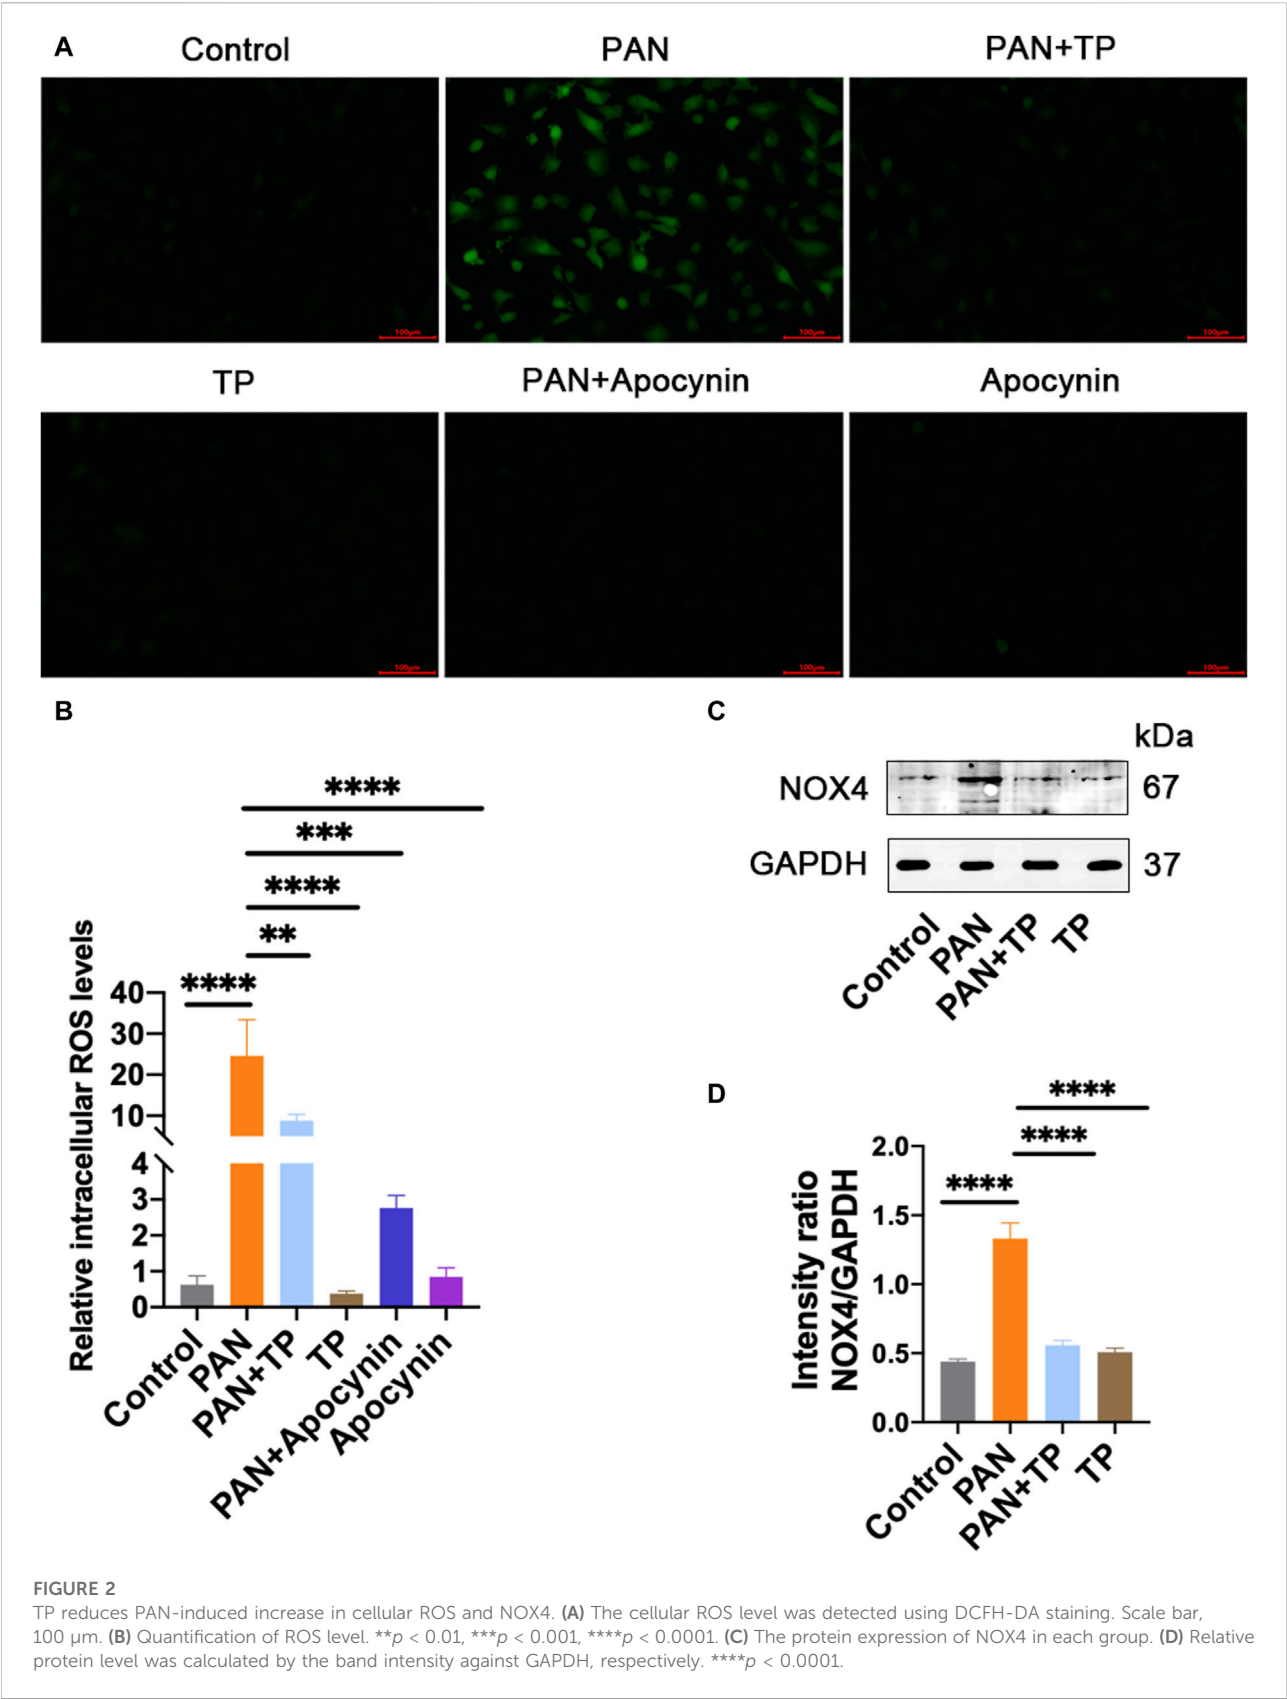 A
Control
PAN
PAN+TP
100μm
100μm
100μm
TP
PAN+Apocynin
Apocynin
100μm
100μm
100μm
B
****
***
****
**
****
Relative intracellular ROS levels
40
30
20
10
4
3
2
1
0
Control
PAN
PAN+TP
TP
PAN+Apocynin
Apocynin
C
kDa
NOX4
67
GAPDH
37
Control
PAN
PAN+TP
TP
D
****
****
****
Intensity ratio
NOX4/GAPDH
2.0
1.5
1.0
0.5
0.0
Control
PAN
PAN+TP
TP
FIGURE 2
TP reduces PAN-induced increase in cellular ROS and NOX4. (A) The cellular ROS level was detected using DCFH-DA staining. Scale bar,
100 μm. (B) Quantification of ROS level. **p < 0.01, ***p < 0.001, ****p < 0.0001. (C) The protein expression of NOX4 in each group. (D) Relative
protein level was calculated by the band intensity against GAPDH, respectively. ****p < 0.0001.